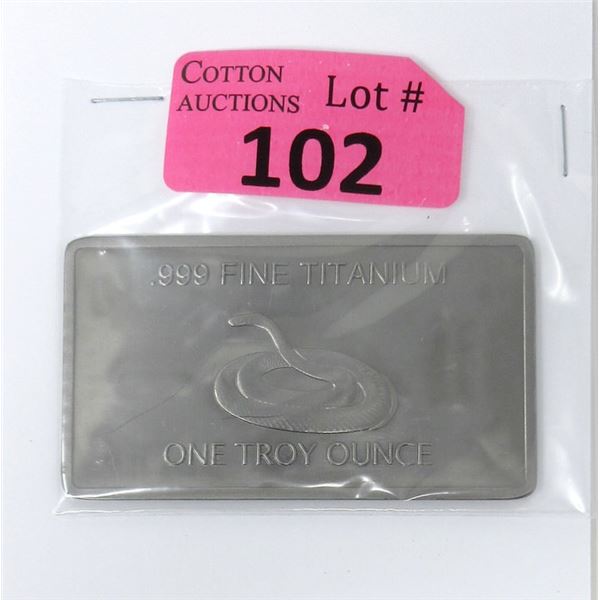 COTTON
AUCTIONS
Lot #
102
.999 FINE TITANIUM
ONE TROY OUNCE